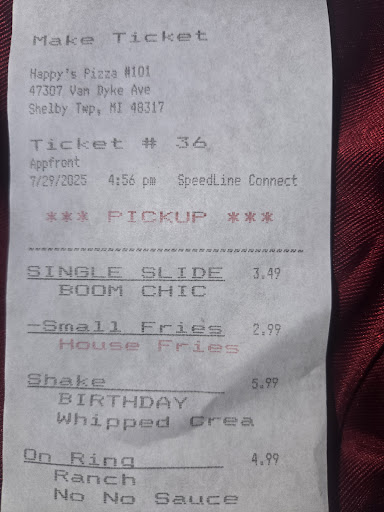 Make Ticket
Happy's Pizza #101
47307 Van Dyke Ave
Shelby Twp, MI 48317
Ticket # 36
Appfront
7/29/2025 4:56 pm SpeedLine Connect
*** PICKUP ***
SINGLE SLIDE 3.49
BOOM CHIC
-Small Fries 2.99
House Fries
Shake 5.99
BIRTHDAY
Whipped Crea
On Ring 4.99
Ranch
No No Sauce